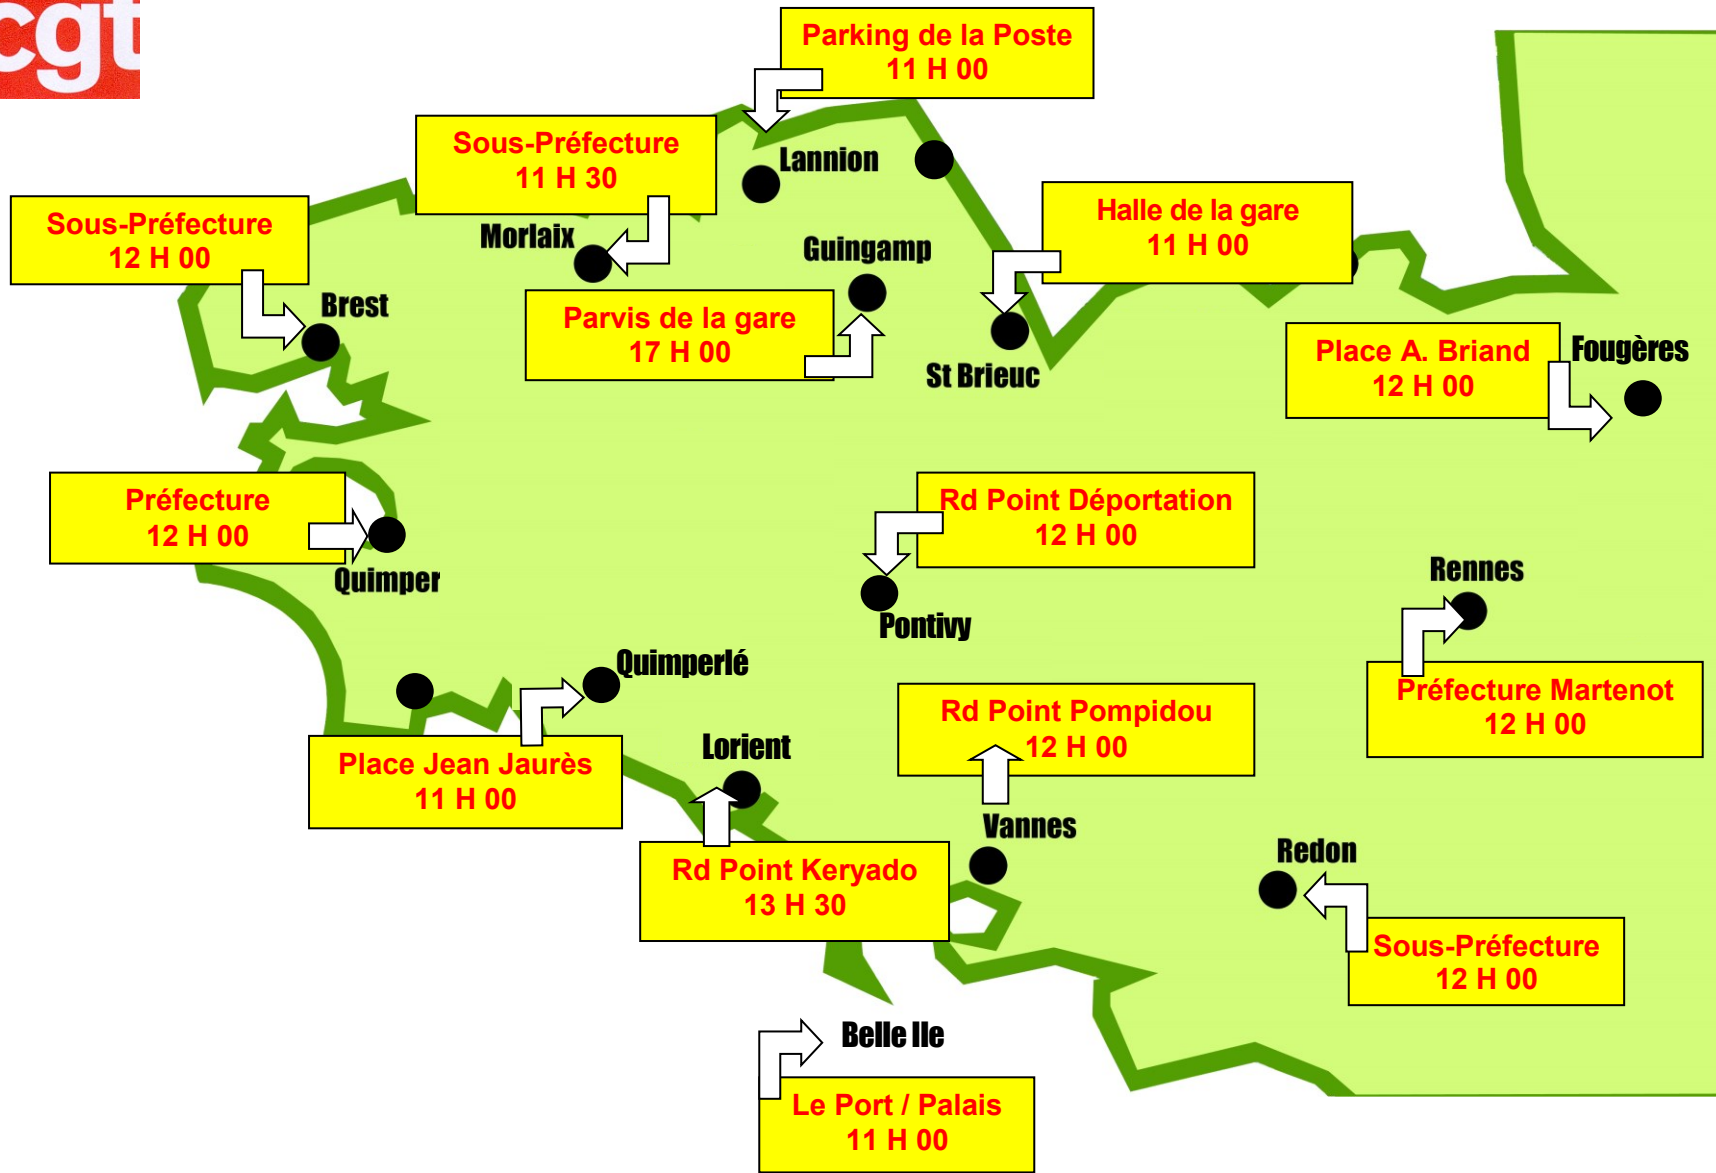 cgt
Parking de la Poste
11 H 00
Sous-Préfecture
11 H 30
Lannion
Sous-Préfecture
12 H 00
Morlaix
Halle de la gare
11 H 00
Guingamp
Brest
Parvis de la gare
17 H 00
St Brieuc
Place A. Briand
12 H 00
Fougères
Préfecture
12 H 00
Quimper
Rd Point Déportation
12 H 00
Pontivy
Rennes
Quimperlé
Préfecture Martenot
12 H 00
Rd Point Pompidou
12 H 00
Place Jean Jaurès
11 H 00
Lorient
Vannes
Rd Point Keryado
13 H 30
Redon
Sous-Préfecture
12 H 00
Belle Ile
Le Port / Palais
11 H 00